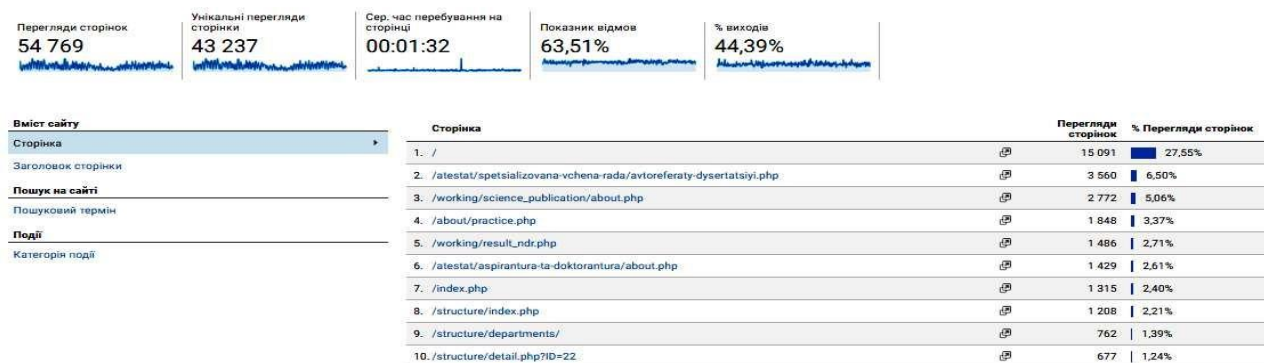 Перегляди сторінок
54 769
Унікальні перегляди
сторінки
43 237
Сер. час перебування на
сторінці
00:01:32
Показник відмов
63,51%
% виходів
44,39%
Вміст сайту
Сторінка
Заголовок сторінки
Пошук на сайті
Пошуковий термін
Події
Категорія події
Сторінка Перегляди сторінок % Перегляди сторінок
1. / 15 091 27,55%
2. /atestat/spetsializovana-vchena-rada/avtoreferaty-dysertatsiyi.php 3 560 6,50%
3. /working/science_publication/about.php 2 772 5,06%
4. /about/practice.php 1 848 3,37%
5. /working/result_ndr.php 1 486 2,71%
6. /atestat/aspirantura-ta-doktorantura/about.php 1 429 2,61%
7. /index.php 1 315 2,40%
8. /structure/index.php 1 208 2,21%
9. /structure/departments/ 762 1,39%
10. /structure/detail.php?ID=22 677 1,24%